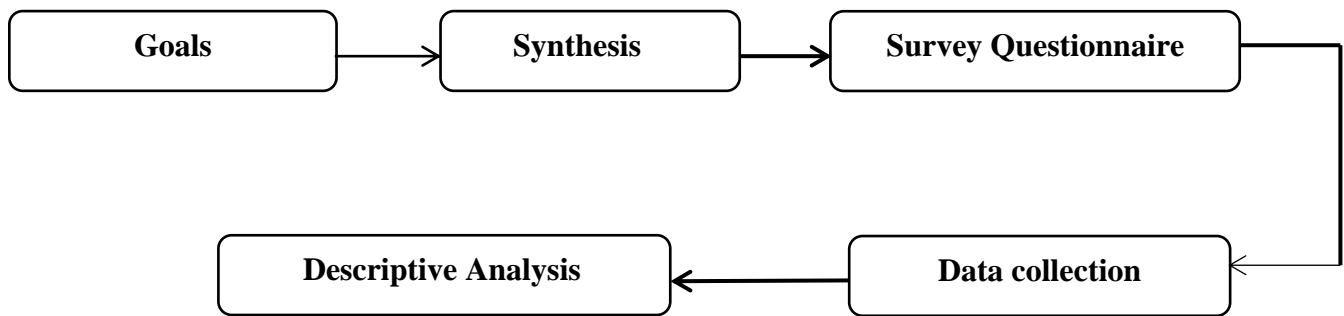 Goals
Synthesis
Survey Questionnaire
Data collection
Descriptive Analysis